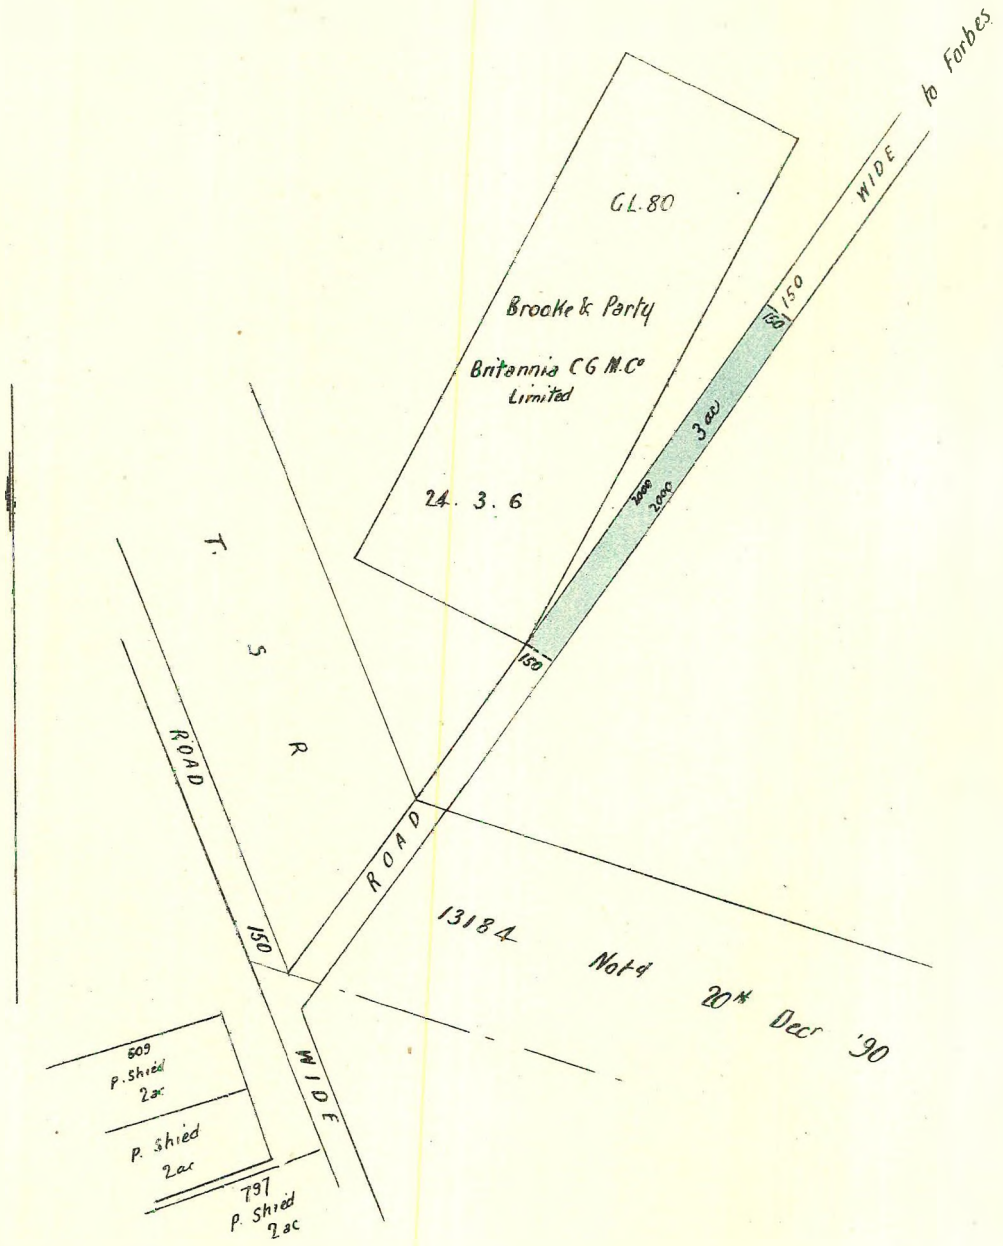 to Forbes
WIDE
150
150
GL.80
Brooke & Party
Britannia C G M. Co
Limited
24. 3. 6
3 ac
2000
2000
150
T. S R
ROAD
150
WIDE
ROAD
13184 Notd 20th Decr '90
609
P. Shied
2ac
P. Shied
2ac
797
P. Shied
2ac